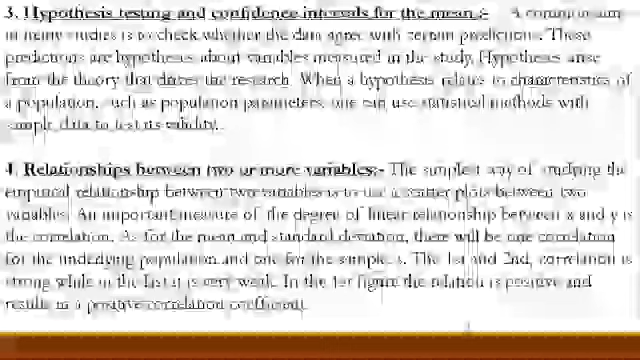 3. Hypothesis testing and confidence intervals for the mean :- A common aim
in many studies is to check whether the data agree with certain predictions. These
predictions are hypotheses about variables measured in the study. Hypotheses arise
from the theory that drives the research. When a hypothesis relates to characteristics of
a population, such as population parameters, one can use statistical methods with
sample data to test its validity.
4. Relationships between two or more variables:- The simplest way of studying the
empirical relationship between two variables is to use a scatter plots between two
variables. An important measure of the degree of linear relationship between x and y is
the correlation. As for the mean and standard deviation, there will be one correlation
for the underlying population and one for the sample The 1st and 2nd, correlation is
strong while in the last it is very weak. In the 1st figure the relation is positive and
results in a positive correlation coefficient.